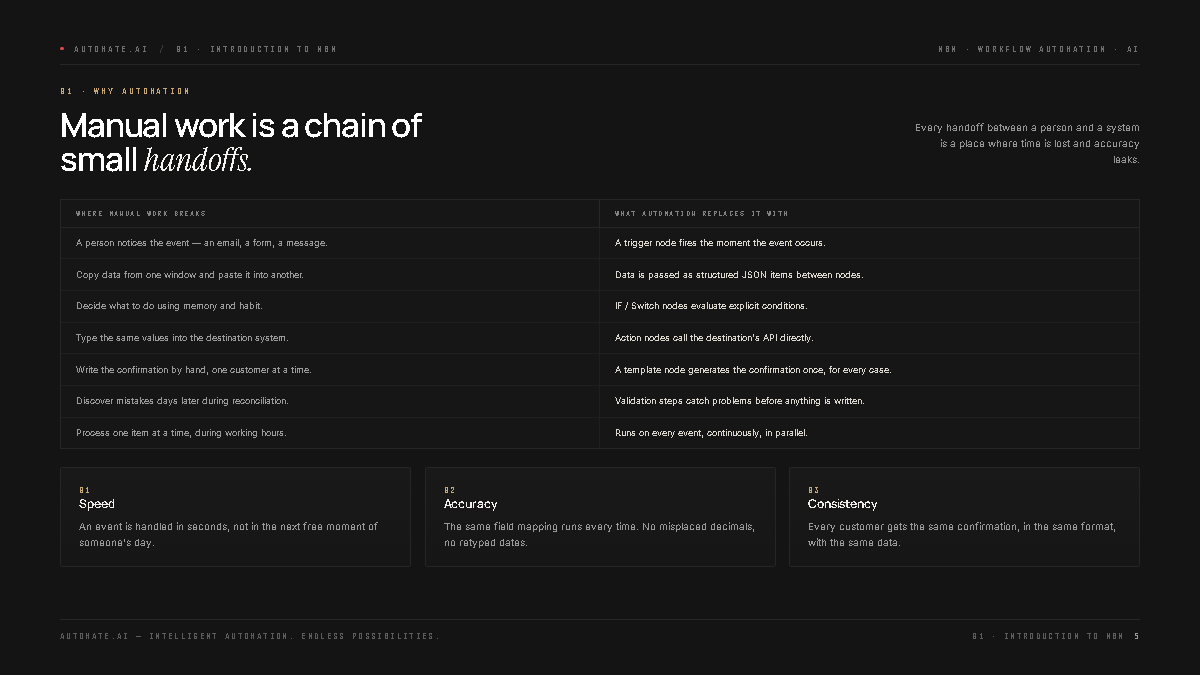 AUTOMATE.AI / 01 · INTRODUCTION TO N8N
N8N · WORKFLOW AUTOMATION · AI
01 · WHY AUTOMATION
Manual work is a chain of
small handoffs.
Every handoff between a person and a system
is a place where time is lost and accuracy
leaks.
WHERE MANUAL WORK BREAKS
WHAT AUTOMATION REPLACES IT WITH
A person notices the event — an email, a form, a message.
A trigger node fires the moment the event occurs.
Copy data from one window and paste it into another.
Data is passed as structured JSON items between nodes.
Decide what to do using memory and habit.
IF / Switch nodes evaluate explicit conditions.
Type the same values into the destination system.
Action nodes call the destination's API directly.
Write the confirmation by hand, one customer at a time.
A template node generates the confirmation once, for every case.
Discover mistakes days later during reconciliation.
Validation steps catch problems before anything is written.
Process one item at a time, during working hours.
Runs on every event, continuously, in parallel.
01
Speed
An event is handled in seconds, not in the next free moment of
someone's day.
02
Accuracy
The same field mapping runs every time. No misplaced decimals,
no retyped dates.
03
Consistency
Every customer gets the same confirmation, in the same format,
with the same data.
AUTOMATE.AI — INTELLIGENT AUTOMATION. ENDLESS POSSIBILITIES.
01 · INTRODUCTION TO N8N 5